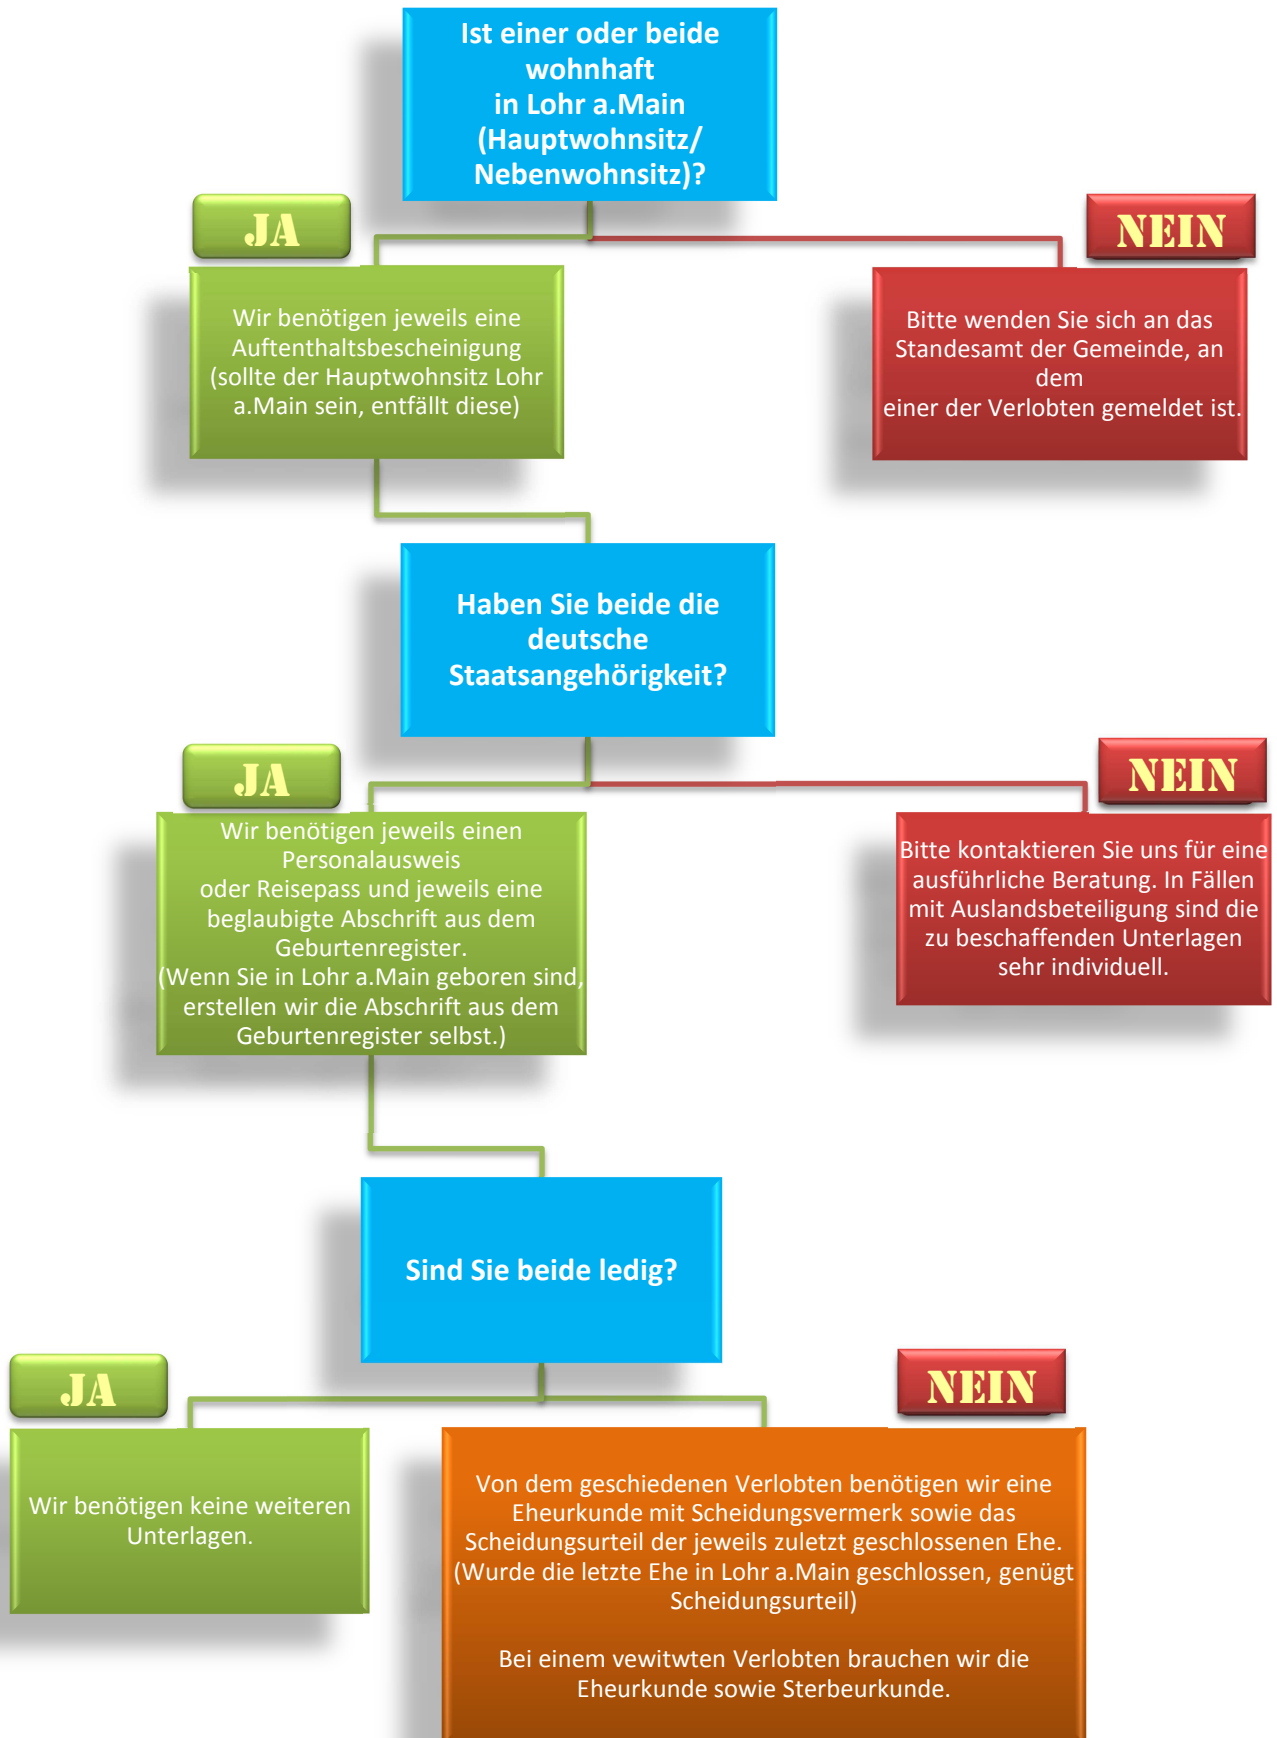 Ist einer oder beide
wohnhaft
in Lohr a.Main
(Hauptwohnsitz/
Nebenwohnsitz)?
JA
NEIN
Wir benötigen jeweils eine
Auftenthaltsbescheinigung
(sollte der Hauptwohnsitz Lohr
a.Main sein, entfällt diese)
Bitte wenden Sie sich an das
Standesamt der Gemeinde, an
dem
einer der Verlobten gemeldet ist.
Haben Sie beide die
deutsche
Staatsangehörigkeit?
JA
NEIN
Wir benötigen jeweils einen
Personalausweis
oder Reisepass und jeweils eine
beglaubigte Abschrift aus dem
Geburtenregister.
(Wenn Sie in Lohr a.Main geboren sind,
erstellen wir die Abschrift aus dem
Geburtenregister selbst.)
Bitte kontaktieren Sie uns für eine
ausführliche Beratung. In Fällen
mit Auslandsbeteiligung sind die
zu beschaffenden Unterlagen
sehr individuell.
Sind Sie beide ledig?
JA
NEIN
Wir benötigen keine weiteren
Unterlagen.
Von dem geschiedenen Verlobten benötigen wir eine
Eheurkunde mit Scheidungsvermerk sowie das
Scheidungsurteil der jeweils zuletzt geschlossenen Ehe.
(Wurde die letzte Ehe in Lohr a.Main geschlossen, genügt
Scheidungsurteil)
Bei einem vewitwten Verlobten brauchen wir die
Eheurkunde sowie Sterbeurkunde.